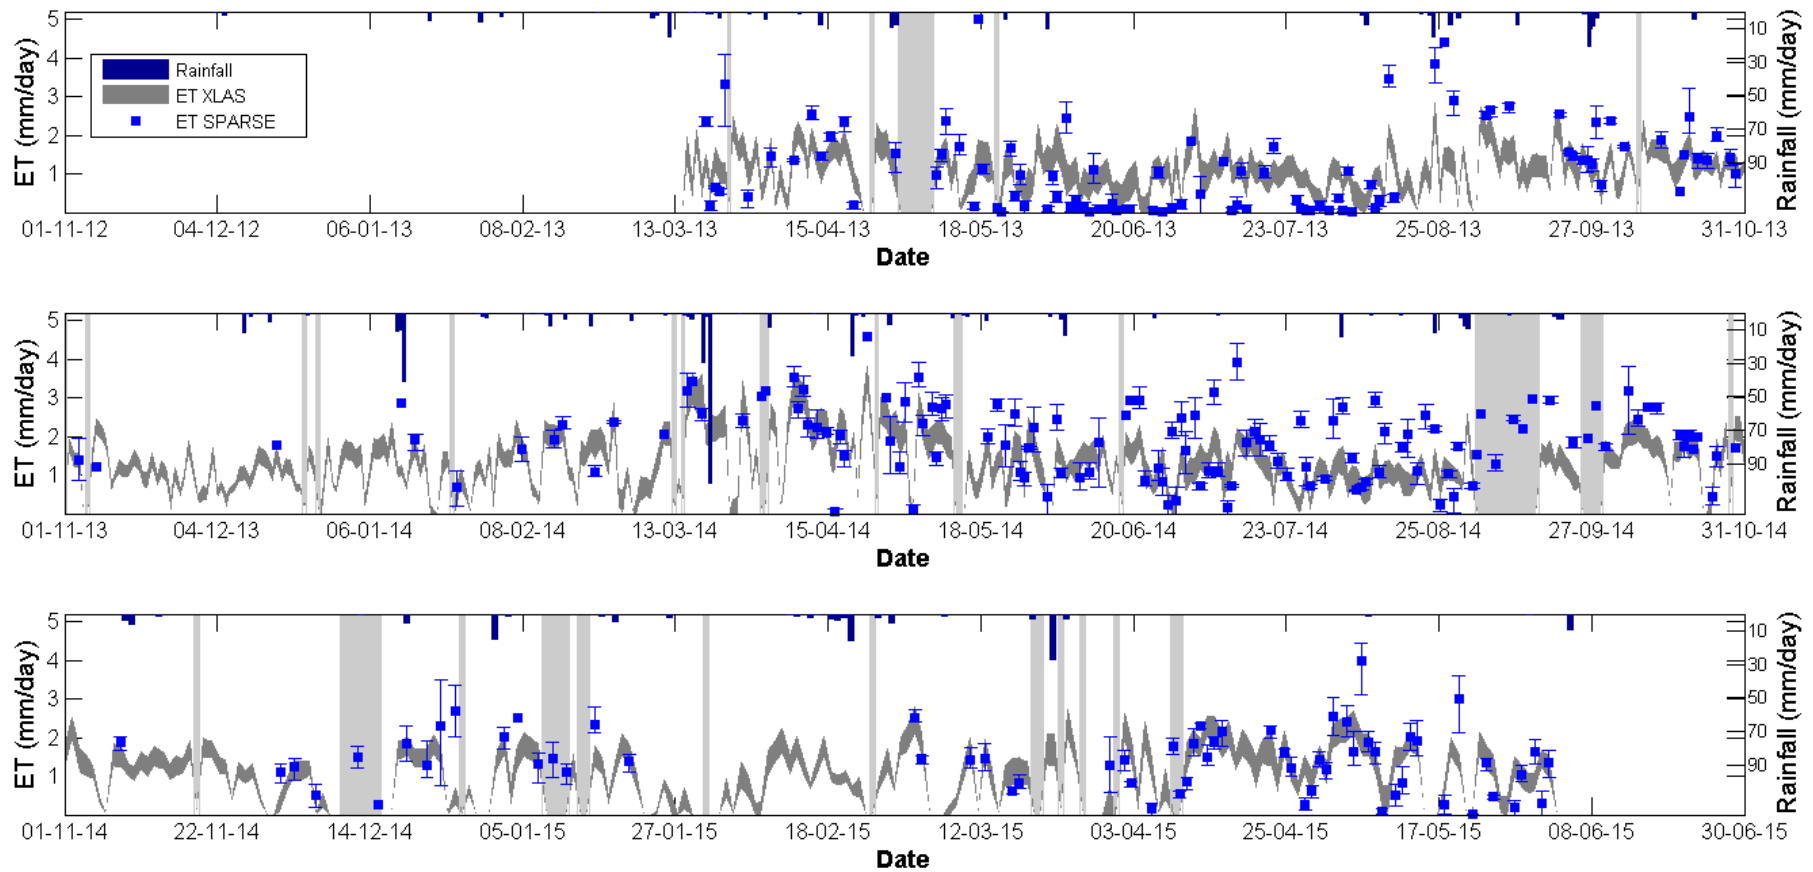 5
4
3
2
1
ET (mm/day)
10
30
50
70
90
Rainfall (mm/day)
Rainfall
ET XLAS
ET SPARSE
01-11-12 04-12-12 06-01-13 08-02-13 13-03-13 15-04-13 18-05-13 20-06-13 23-07-13 25-08-13 27-09-13 31-10-13
Date
5
4
3
2
1
ET (mm/day)
10
30
50
70
90
Rainfall (mm/day)
01-11-13 04-12-13 06-01-14 08-02-14 13-03-14 15-04-14 18-05-14 20-06-14 23-07-14 25-08-14 27-09-14 31-10-14
Date
5
4
3
2
1
ET (mm/day)
10
30
50
70
90
Rainfall (mm/day)
01-11-14 22-11-14 14-12-14 05-01-15 27-01-15 18-02-15 12-03-15 03-04-15 25-04-15 17-05-15 08-06-15 30-06-15
Date